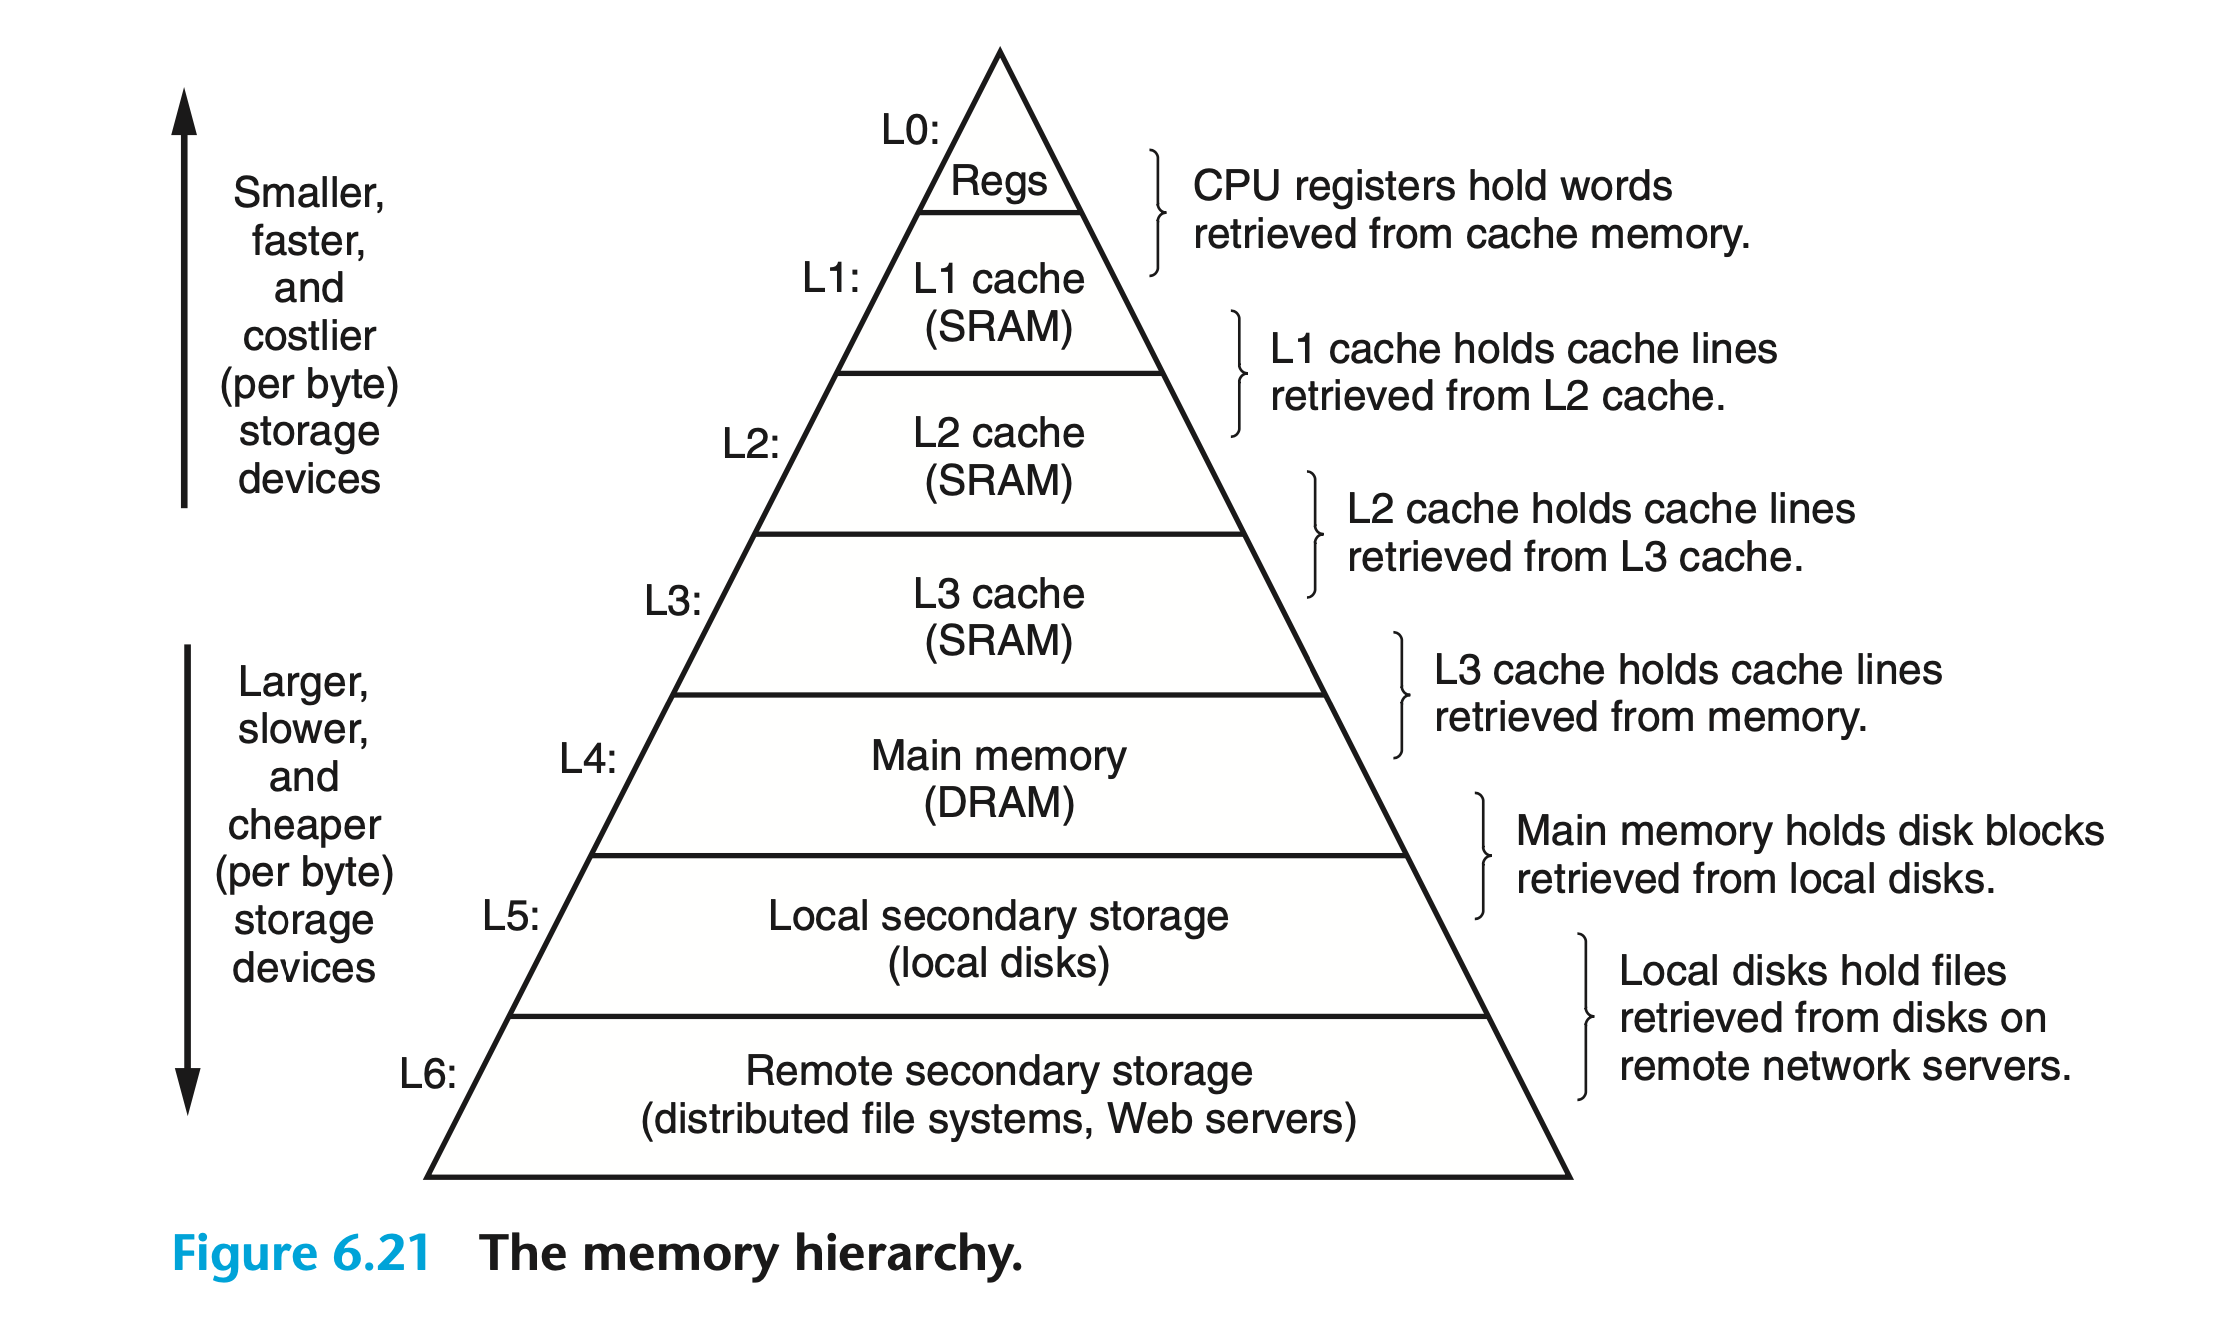 Smaller,
faster,
and
costlier
(per byte)
storage
devices
Larger,
slower,
and
cheaper
(per byte)
storage
devices
L0:
Regs
L1:
L1 cache
(SRAM)
L2:
L2 cache
(SRAM)
L3:
L3 cache
(SRAM)
L4:
Main memory
(DRAM)
L5:
Local secondary storage
(local disks)
L6:
Remote secondary storage
(distributed file systems, Web servers)
CPU registers hold words
retrieved from cache memory.
L1 cache holds cache lines
retrieved from L2 cache.
L2 cache holds cache lines
retrieved from L3 cache.
L3 cache holds cache lines
retrieved from memory.
Main memory holds disk blocks
retrieved from local disks.
Local disks hold files
retrieved from disks on
remote network servers.
Figure 6.21 The memory hierarchy.